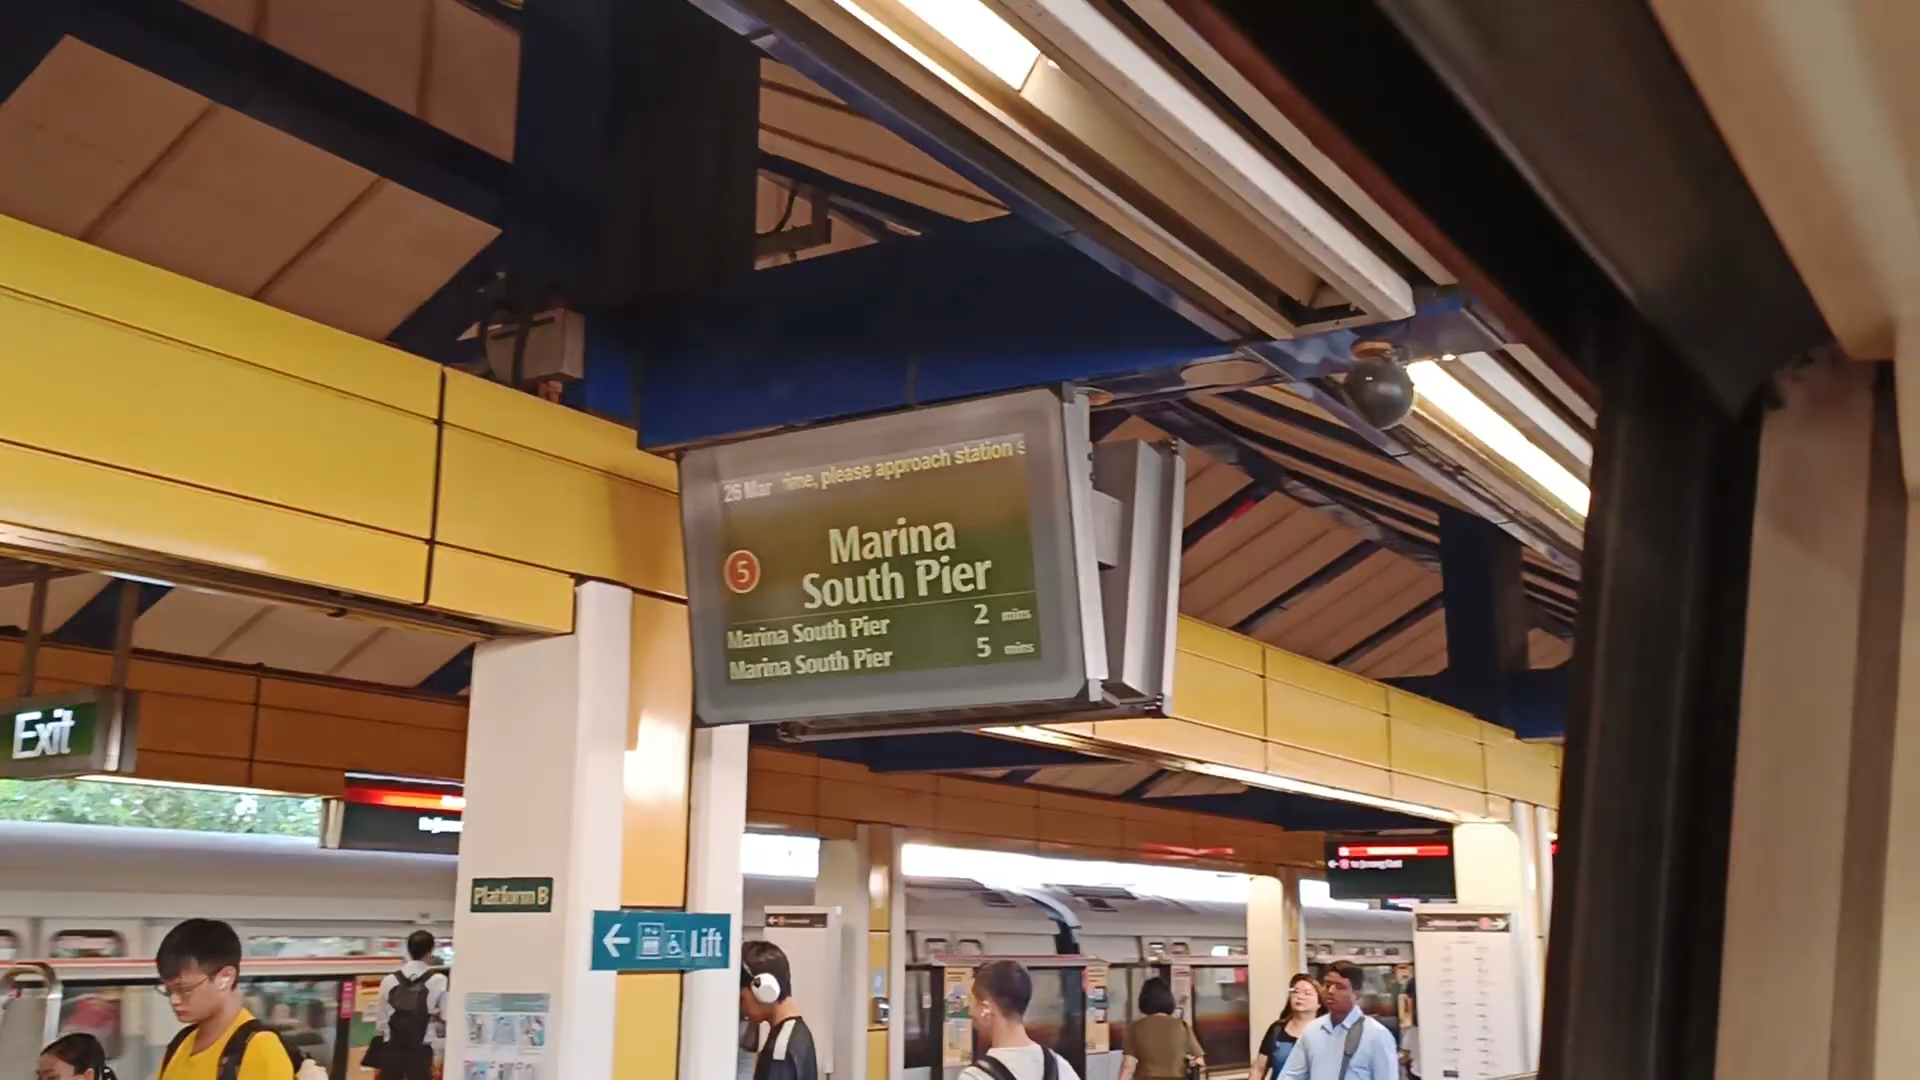 26 Mar ime, please approach station s
5
Marina
South Pier
Marina South Pier 2 mins
Marina South Pier 5 mins
Exit
Platform B
Lift